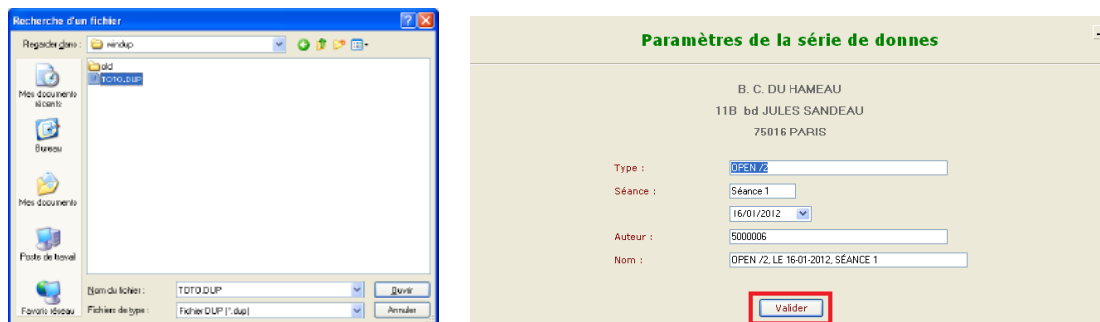 Recherche d'un fichier
Regarder dans :
windup
old
TOTO.DUP
Mes documents
récents
Bureau
Mes documents
Poste de travail
Favoris réseau
Nom du fichier :
TOTO.DUP
Ouvrir
Fichiers de type :
Fichier DUP (*.dup)
Annuler
Paramètres de la série de donnes
B. C. DU HAMEAU
11B bd JULES SANDEAU
75016 PARIS
Type :
OPEN /2
Séance :
Séance 1
16/01/2012
Auteur :
5000006
Nom :
OPEN /2, LE 16-01-2012, SÉANCE 1
Valider